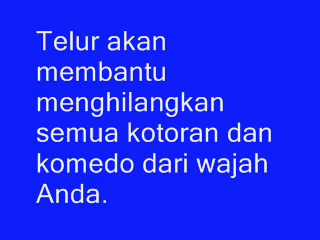 Telur akan
membantu
menghilangkan
semua kotoran dan
komedo dari wajah
Anda.